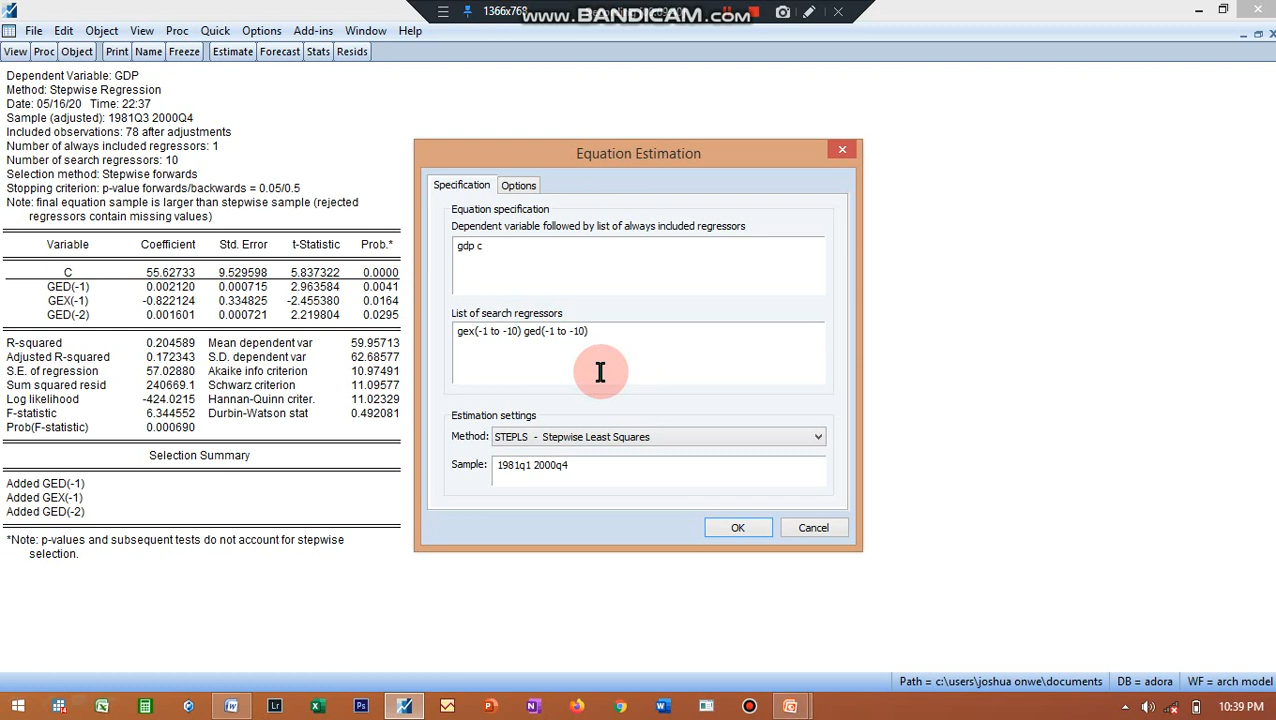 1366x768
www.BANDICAM.com
File Edit Object View Proc Quick Options Add-ins Window Help
View Proc Object Print Name Freeze Estimate Forecast Stats Resids
Dependent Variable: GDP
Method: Stepwise Regression
Date: 05/16/20 Time: 22:37
Sample (adjusted): 1981Q3 2000Q4
Included observations: 78 after adjustments
Number of always included regressors: 1
Number of search regressors: 10
Selection method: Stepwise forwards
Stopping criterion: p-value forwards/backwards = 0.05/0.5
Note: final equation sample is larger than stepwise sample (rejected
regressors contain missing values)
Variable Coefficient Std. Error t-Statistic Prob.*
C 55.62733 9.529598 5.837322 0.0000
GED(-1) 0.002120 0.000715 2.963584 0.0041
GEX(-1) -0.822124 0.334825 -2.455380 0.0164
GED(-2) 0.001601 0.000721 2.219804 0.0295
R-squared 0.204589 Mean dependent var 59.95713
Adjusted R-squared 0.172343 S.D. dependent var 62.68577
S.E. of regression 57.02880 Akaike info criterion 10.97491
Sum squared resid 240669.1 Schwarz criterion 11.09577
Log likelihood -424.0215 Hannan-Quinn criter. 11.02329
F-statistic 6.344552 Durbin-Watson stat 0.492081
Prob(F-statistic) 0.000690
Selection Summary
Added GED(-1)
Added GEX(-1)
Added GED(-2)
*Note: p-values and subsequent tests do not account for stepwise
selection.
Equation Estimation
Specification Options
Equation specification
Dependent variable followed by list of always included regressors
gdp c
List of search regressors
gex(-1 to -10) ged(-1 to -10)
Estimation settings
Method: STEPLS - Stepwise Least Squares
Sample: 1981q1 2000q4
OK Cancel
Path = c:\users\joshua onwe\documents DB = adora WF = arch model
10:39 PM